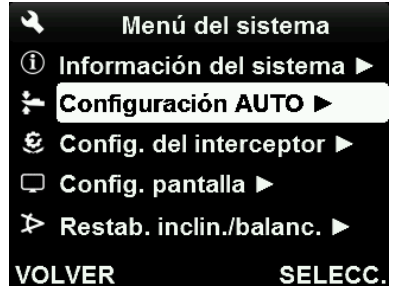 Menú del sistema
Información del sistema ▶
Configuración AUTO ▶
Config. del interceptor ▶
Config. pantalla ▶
Restab. inclin./balanc. ▶
VOLVER SELECC.